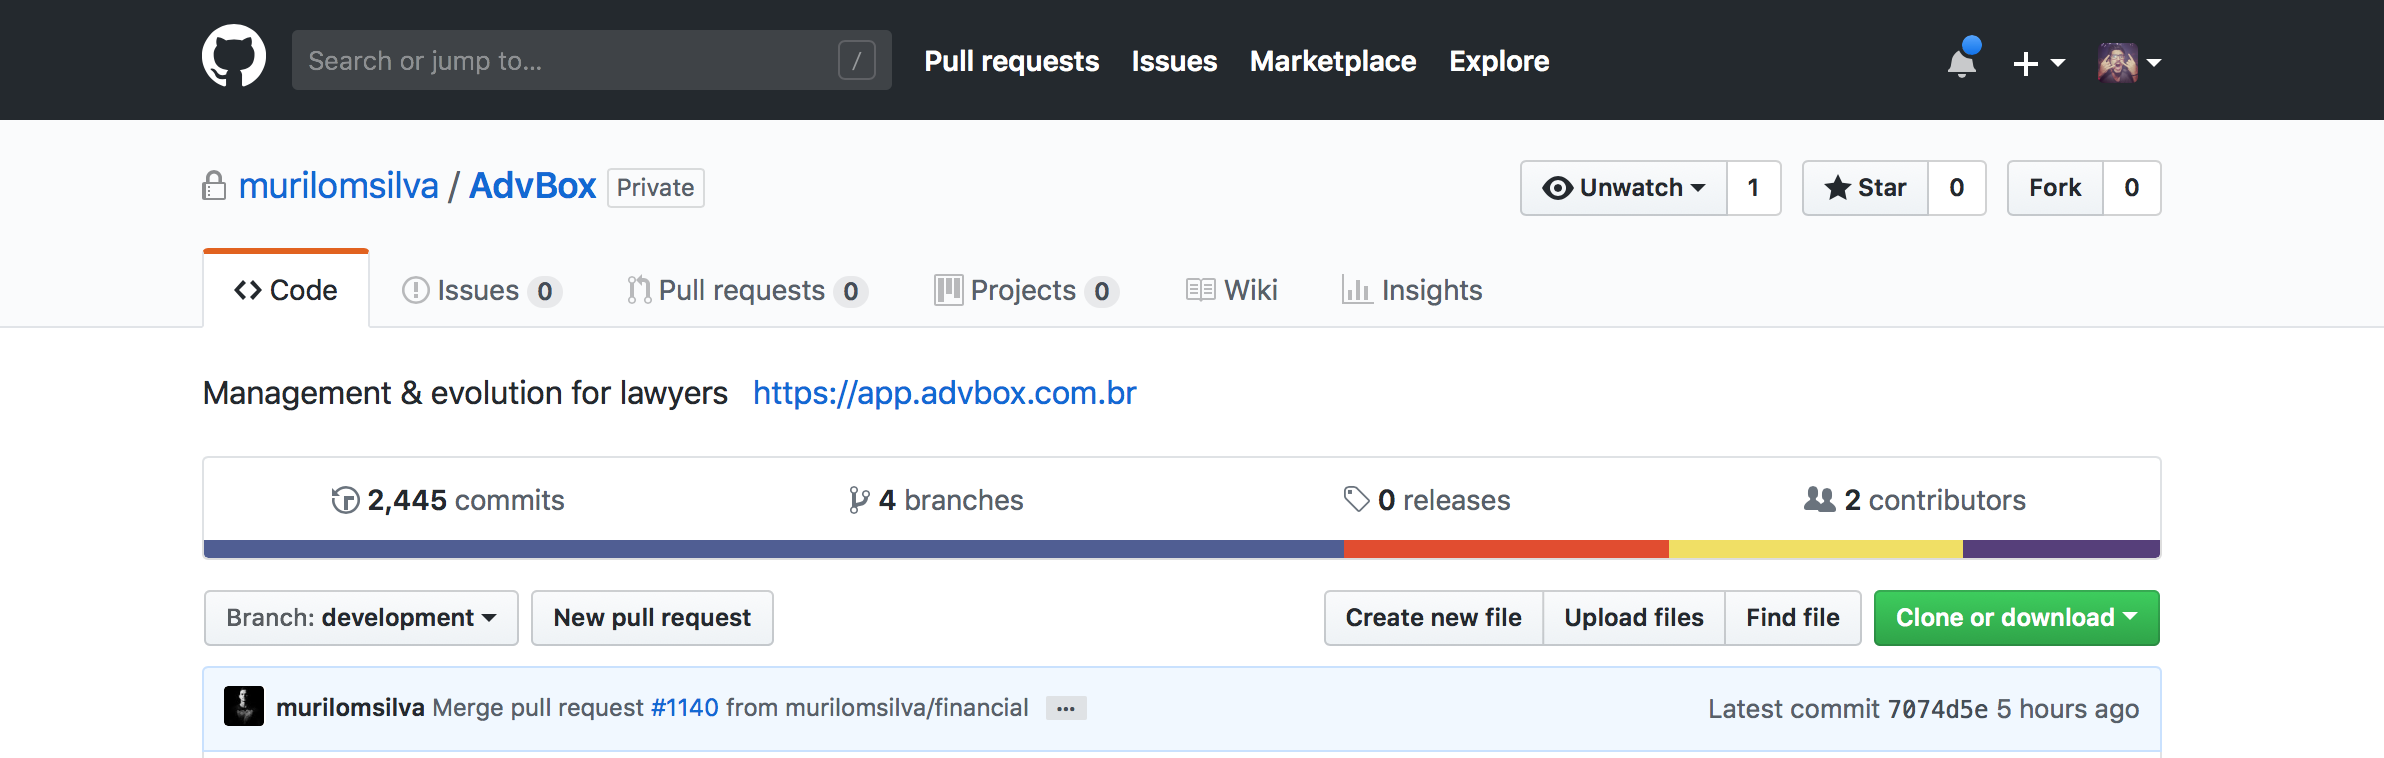 Search or jump to... / Pull requests Issues Marketplace Explore
murilomsilva / AdvBox Private Unwatch 1 Star 0 Fork 0
Code Issues 0 Pull requests 0 Projects 0 Wiki Insights
Management & evolution for lawyers https://app.advbox.com.br
2,445 commits 4 branches 0 releases 2 contributors
Branch: development New pull request Create new file Upload files Find file Clone or download
murilomsilva Merge pull request #1140 from murilomsilva/financial ... Latest commit 7074d5e 5 hours ago